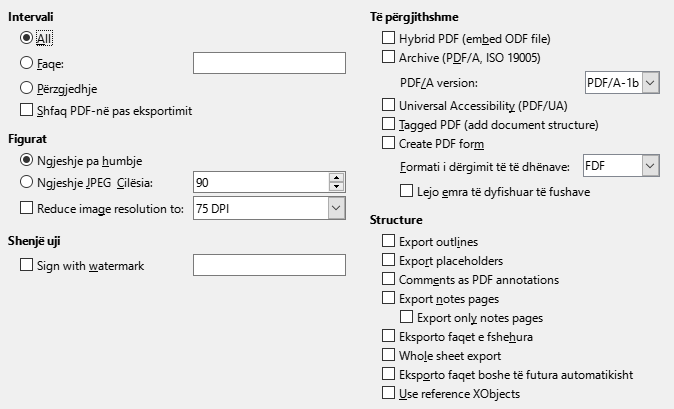 Intervali
All
Faqe:
Përzgjedhje
Shfaq PDF-në pas eksportimit
Figurat
Ngjeshje pa humbje
Ngjeshje JPEG Cilësia:
90
Reduce image resolution to:
75 DPI
Shenjë uji
Sign with watermark
Të përgjithshme
Hybrid PDF (embed ODF file)
Archive (PDF/A, ISO 19005)
PDF/A version:
PDF/A-1b
Universal Accessibility (PDF/UA)
Tagged PDF (add document structure)
Create PDF form
Formati i dërgimit të të dhënave:
FDF
Lejo emra të dyfishuar të fushave
Structure
Export outlines
Export placeholders
Comments as PDF annotations
Export notes pages
Export only notes pages
Eksporto faqet e fshehura
Whole sheet export
Eksporto faqet boshe të futura automatikisht
Use reference XObjects